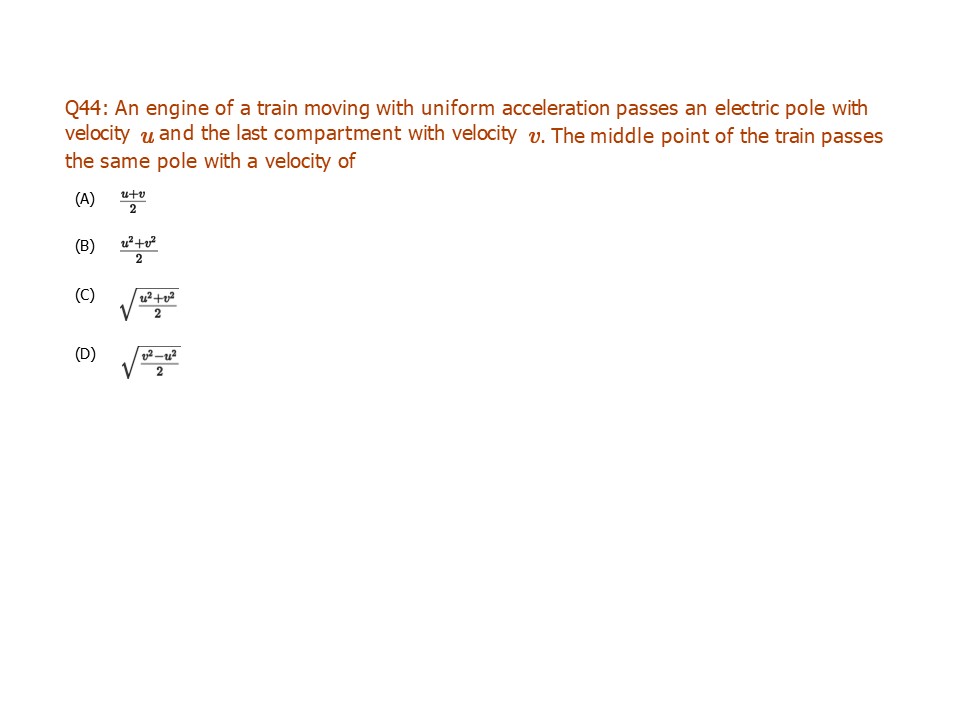 Q44: An engine of a train moving with uniform acceleration passes an electric pole with
velocity u and the last compartment with velocity v. The middle point of the train passes
the same pole with a velocity of
(A) \frac{u+v}{2}
(B) \frac{u^2+v^2}{2}
(C) \sqrt{\frac{u^2+v^2}{2}}
(D) \sqrt{\frac{v^2-u^2}{2}}